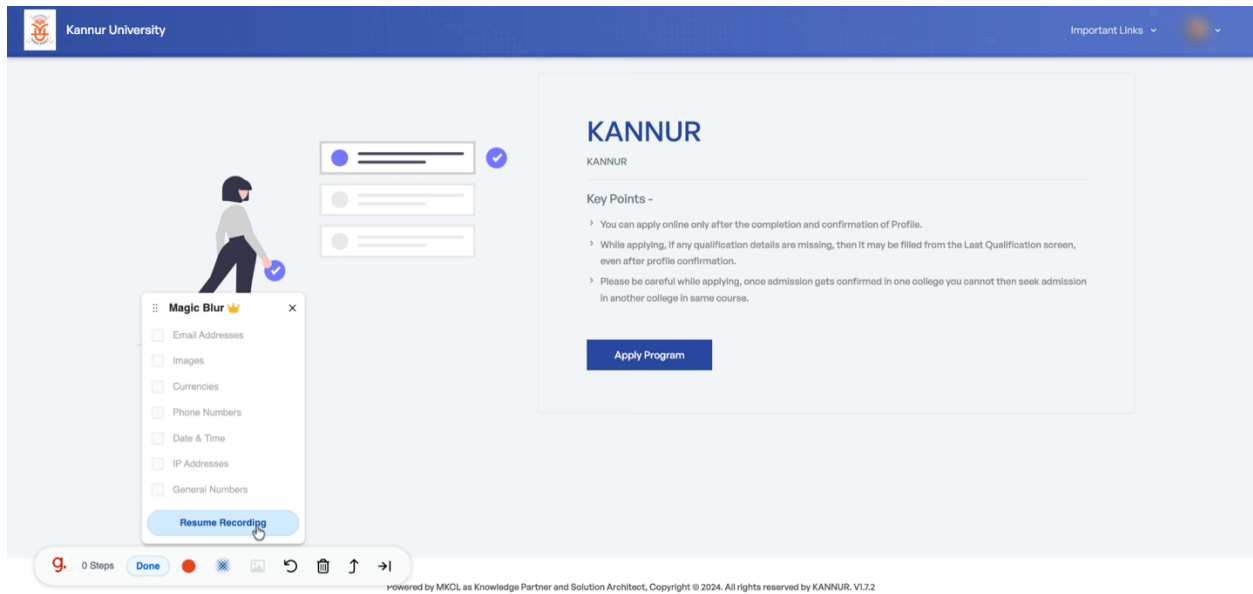 Kannur University
Important Links
KANNUR
KANNUR
Key Points -
You can apply online only after the completion and confirmation of Profile.
While applying, if any qualification details are missing, then it may be filled from the Last Qualification screen,
even after profile confirmation.
Please be careful while applying, once admission gets confirmed in one college you cannot then seek admission
in another college in same course.
Apply Program
Magic Blur
Email Addresses
Images
Currencies
Phone Numbers
Date & Time
IP Addresses
General Numbers
Resume Recording
g. 0 Steps Done
Powered by MKCL as Knowledge Partner and Solution Architect, Copyright © 2024. All rights reserved by KANNUR. V1.7.2